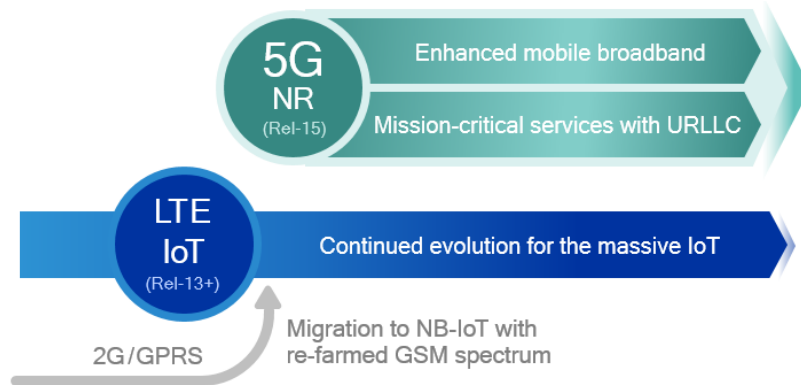 5G
NR
(Rel-15)
Enhanced mobile broadband
Mission-critical services with URLLC
LTE
IoT
(Rel-13+)
Continued evolution for the massive IoT
2G/GPRS
Migration to NB-IoT with
re-farmed GSM spectrum